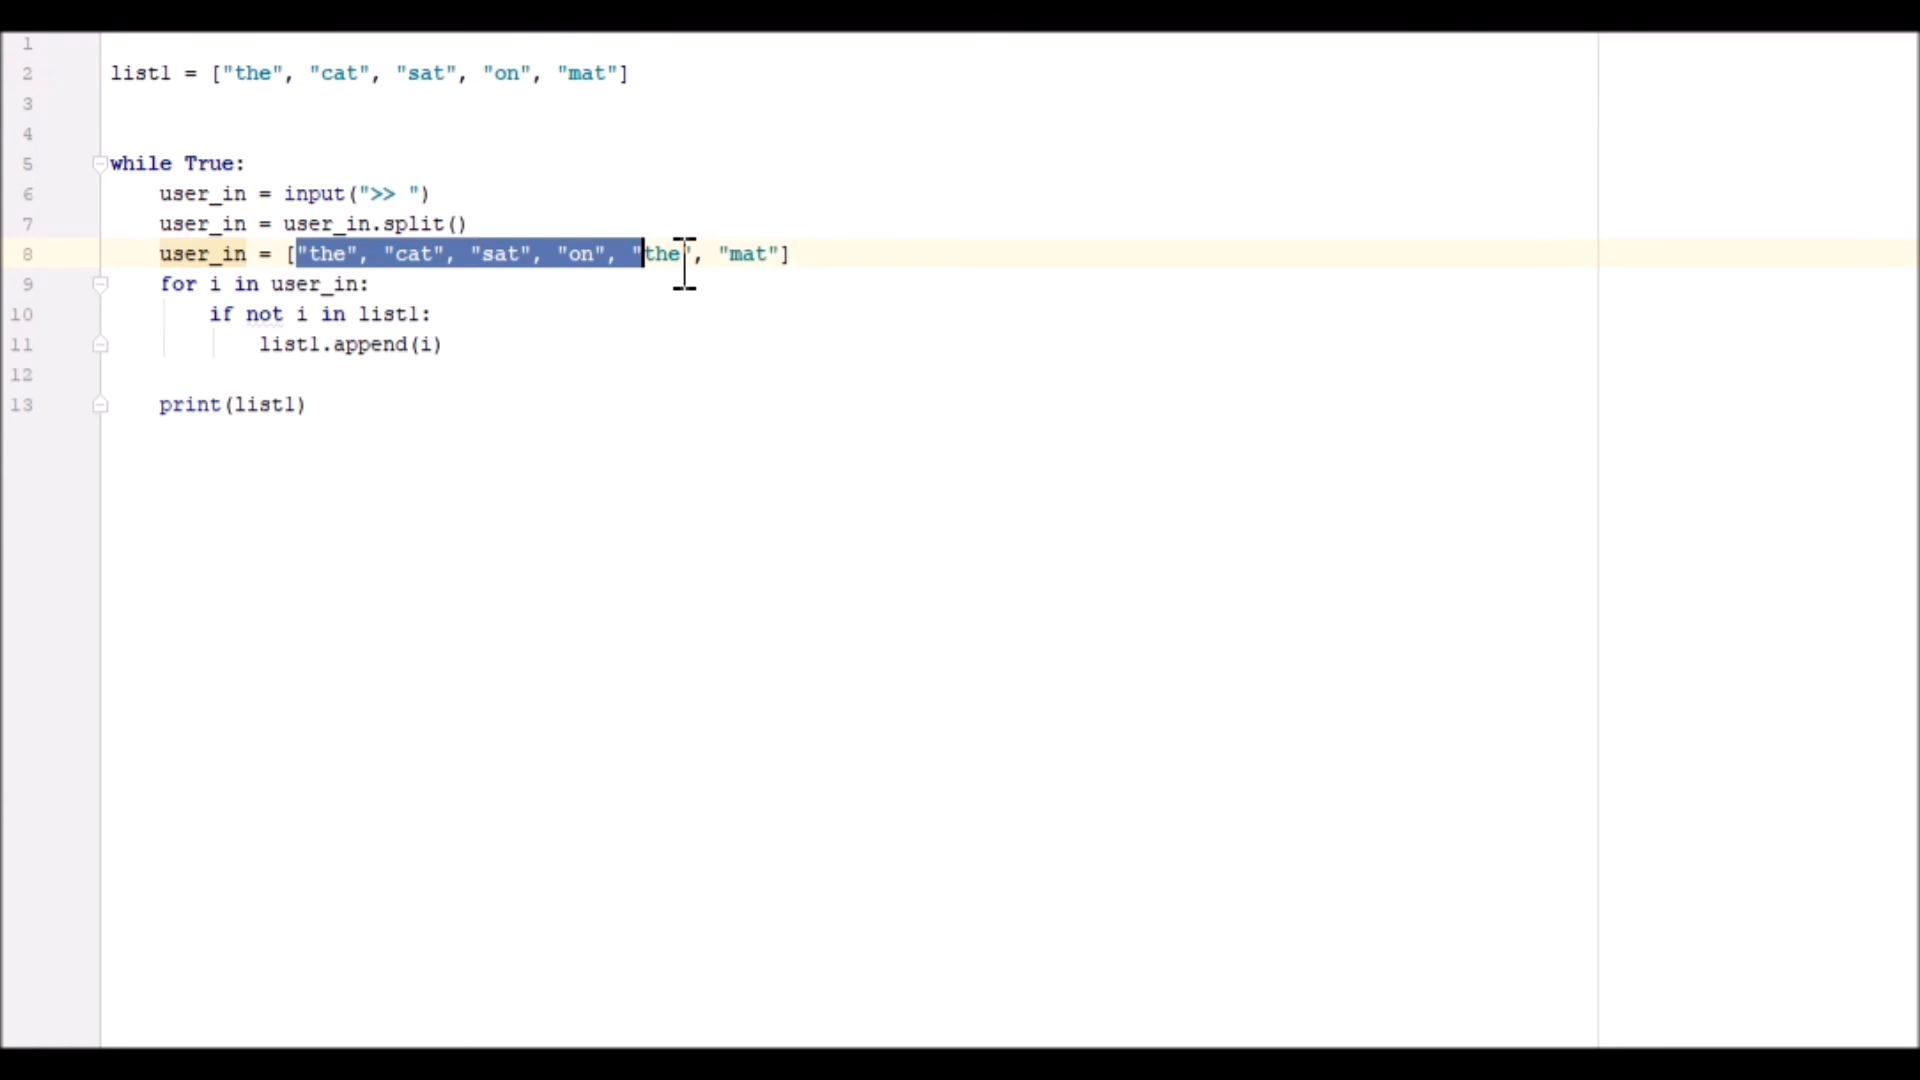 1
2 list1 = ["the", "cat", "sat", "on", "mat"]
3
4
5 while True:
6 user_in = input(">> ")
7 user_in = user_in.split()
8 user_in = ["the", "cat", "sat", "on", "the", "mat"]
9 for i in user_in:
10 if not i in list1:
11 list1.append(i)
12
13 print(list1)